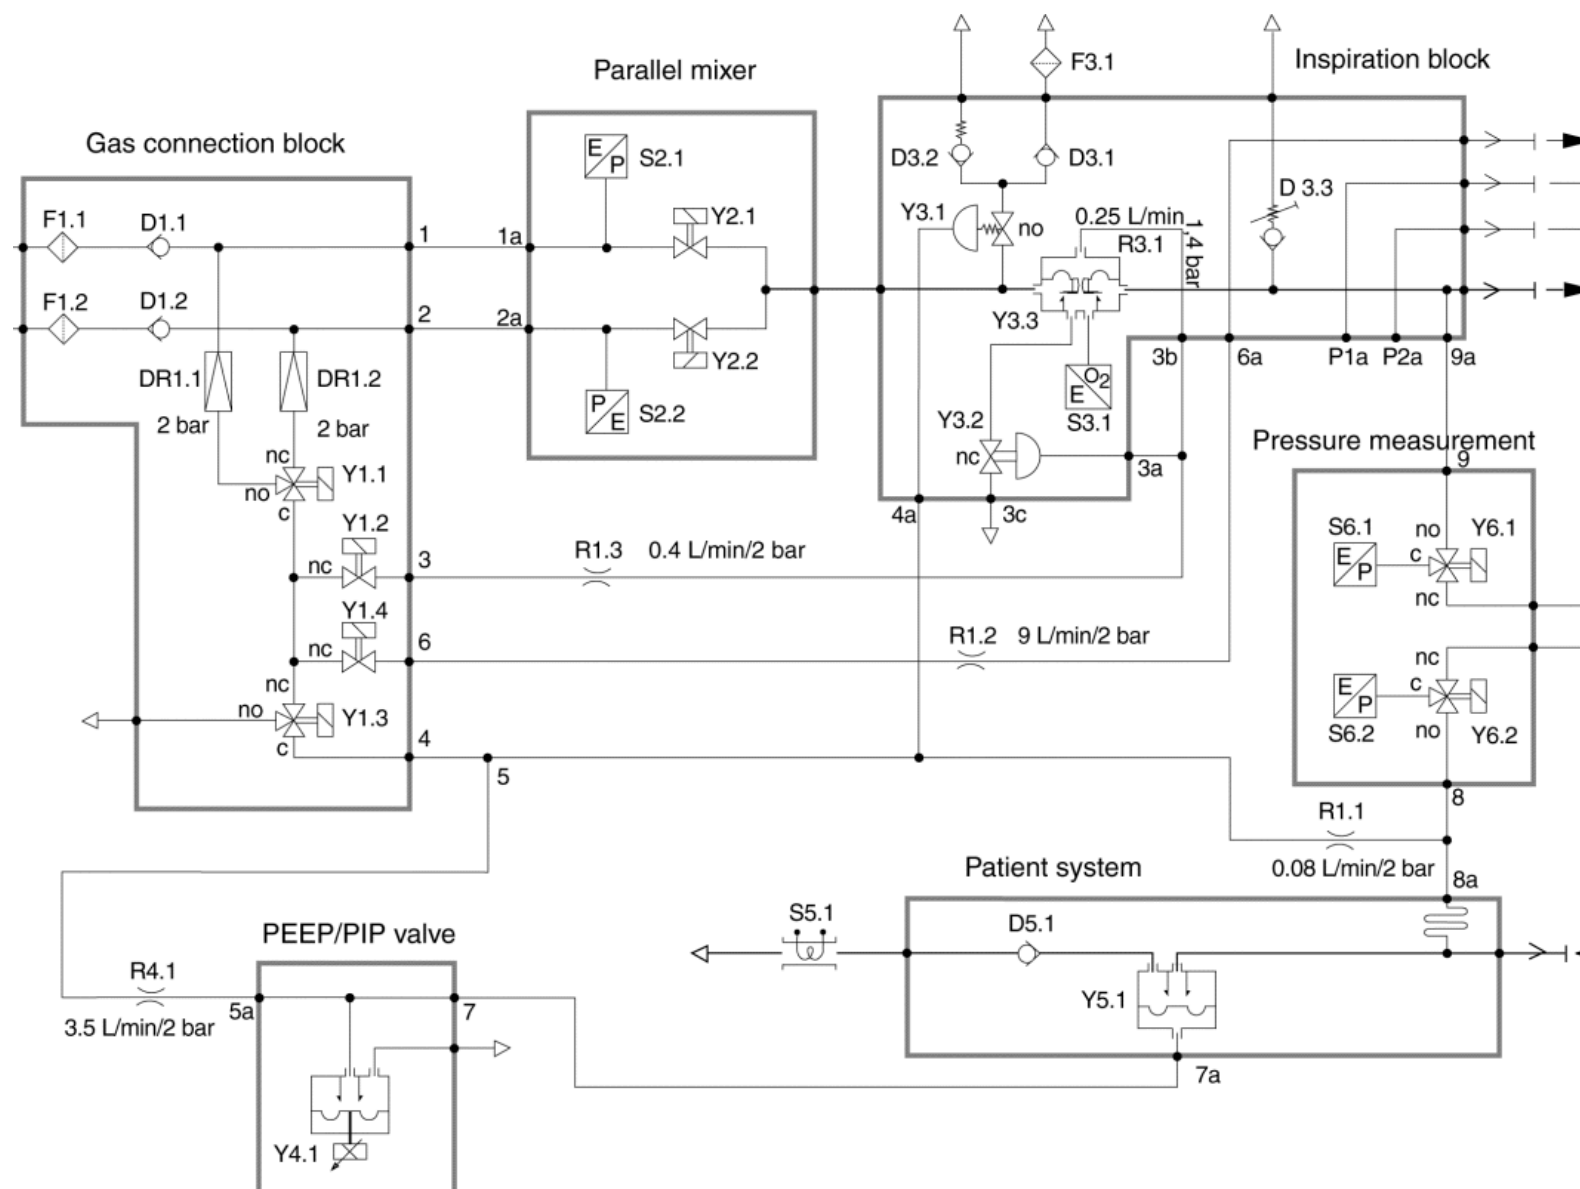 Gas connection block
F1.1
D1.1
1
F1.2
D1.2
2
DR1.1
DR1.2
2 bar
2 bar
nc
Y1.1
no
c
Y1.2
nc
3
Y1.4
nc
6
nc
no
Y1.3
c
4
5
R1.3
0.4 L/min/2 bar
R1.2
9 L/min/2 bar
Parallel mixer
E
P
S2.1
Y2.1
1a
2a
Y2.2
P
E
S2.2
Inspiration block
F3.1
D3.2
D3.1
D 3.3
Y3.1
no
0.25 L/min
1,4 bar
R3.1
Y3.3
3b
6a
P1a
P2a
9a
O2
E
S3.1
Y3.2
nc
3a
4a
3c
Pressure measurement
9
S6.1
no
Y6.1
E
P
c
nc
nc
E
P
c
S6.2
no
Y6.2
8
R1.1
0.08 L/min/2 bar
8a
Patient system
S5.1
D5.1
Y5.1
7a
PEEP/PIP valve
R4.1
5a
7
3.5 L/min/2 bar
Y4.1